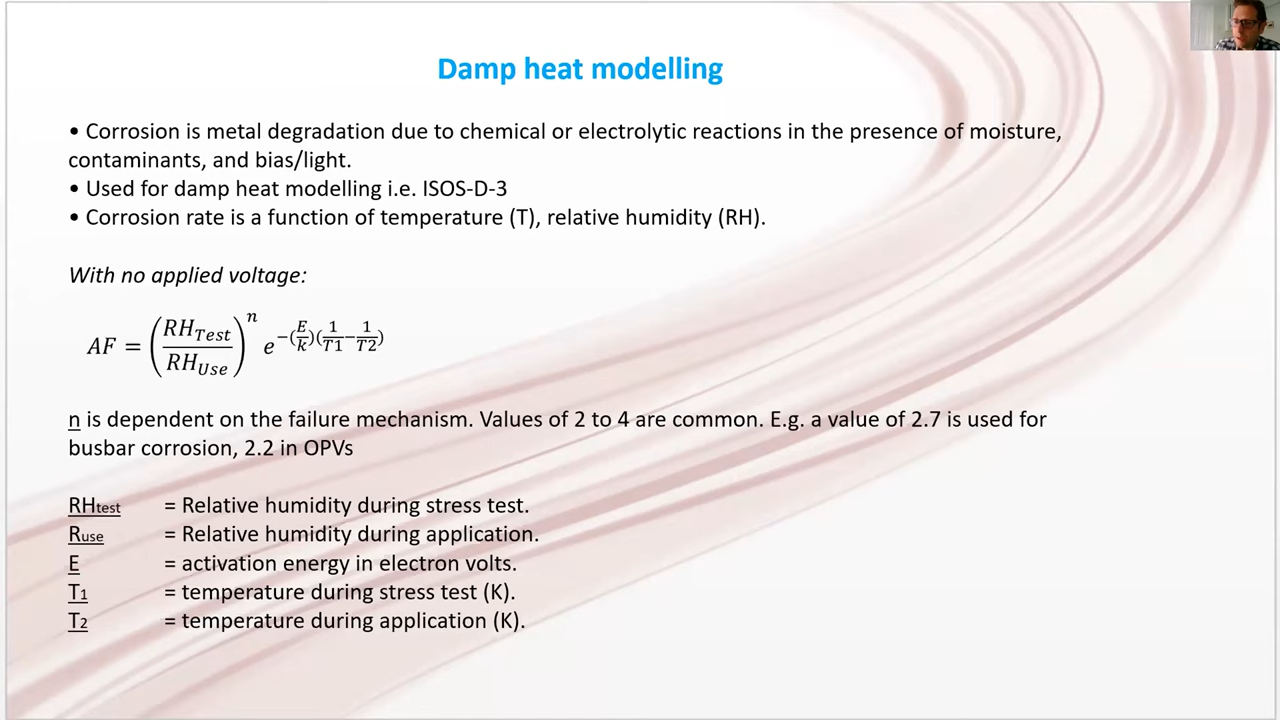 Damp heat modelling
• Corrosion is metal degradation due to chemical or electrolytic reactions in the presence of moisture,
contaminants, and bias/light.
• Used for damp heat modelling i.e. ISOS-D-3
• Corrosion rate is a function of temperature (T), relative humidity (RH).
With no applied voltage:
AF = (RH_Test / RH_Use)^n e^{-(E/k)(1/T1 - 1/T2)}
n is dependent on the failure mechanism. Values of 2 to 4 are common. E.g. a value of 2.7 is used for
busbar corrosion, 2.2 in OPVs
RHtest = Relative humidity during stress test.
Ruse = Relative humidity during application.
E = activation energy in electron volts.
T1 = temperature during stress test (K).
T2 = temperature during application (K).